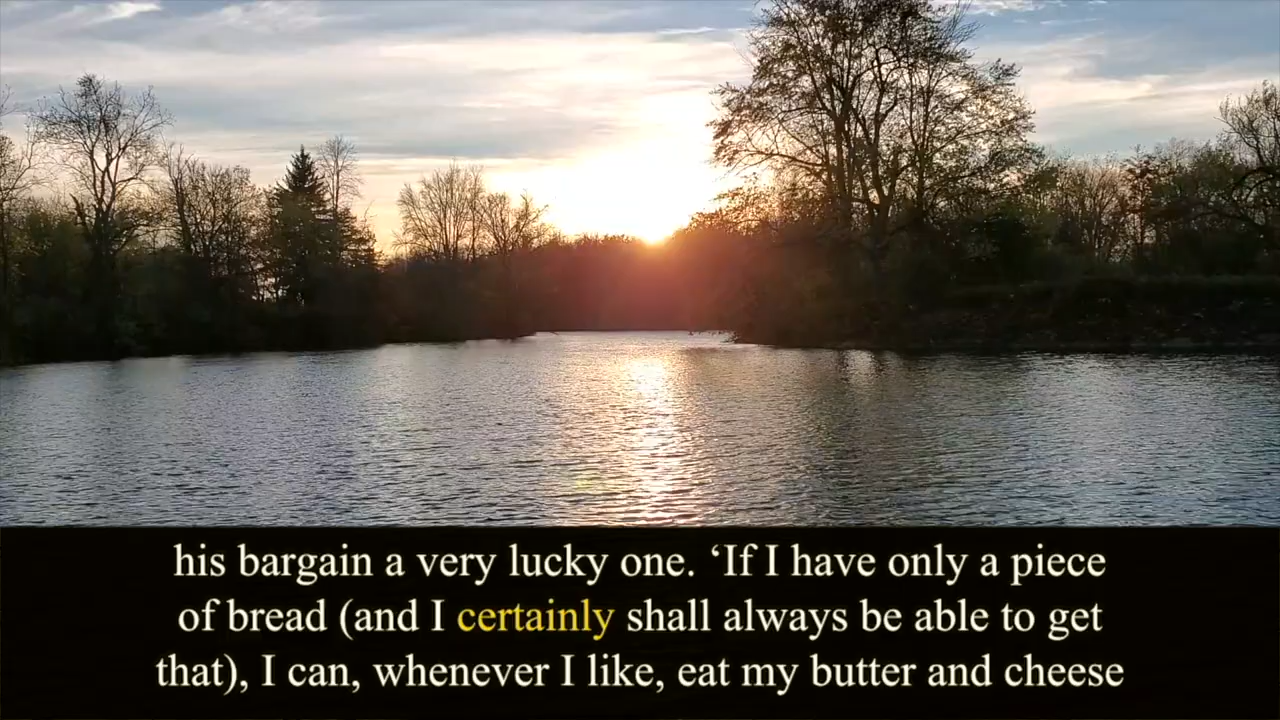 his bargain a very lucky one. ‘If I have only a piece
of bread (and I certainly shall always be able to get
that), I can, whenever I like, eat my butter and cheese